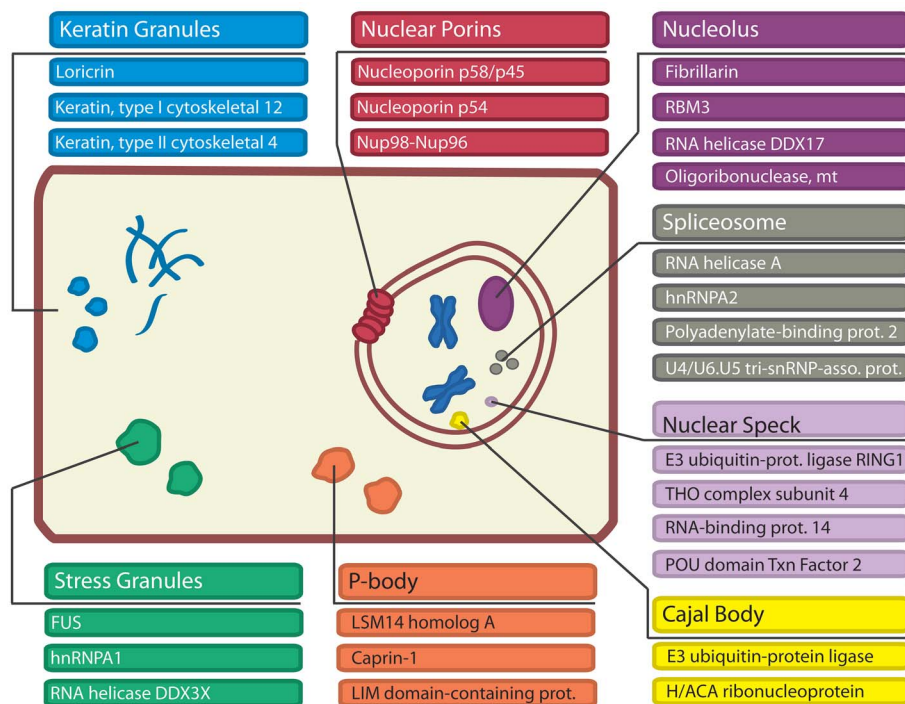 Keratin Granules
Loricrin
Keratin, type I cytoskeletal 12
Keratin, type II cytoskeletal 4
Nuclear Porins
Nucleoporin p58/p45
Nucleoporin p54
Nup98-Nup96
Nucleolus
Fibrillarin
RBM3
RNA helicase DDX17
Oligoribonuclease, mt
Spliceosome
RNA helicase A
hnRNPA2
Polyadenylate-binding prot. 2
U4/U6.U5 tri-snRNP-asso. prot.
Nuclear Speck
E3 ubiquitin-prot. ligase RING1
THO complex subunit 4
RNA-binding prot. 14
POU domain Txn Factor 2
Stress Granules
FUS
hnRNPA1
RNA helicase DDX3X
P-body
LSM14 homolog A
Caprin-1
LIM domain-containing prot.
Cajal Body
E3 ubiquitin-protein ligase
H/ACA ribonucleoprotein